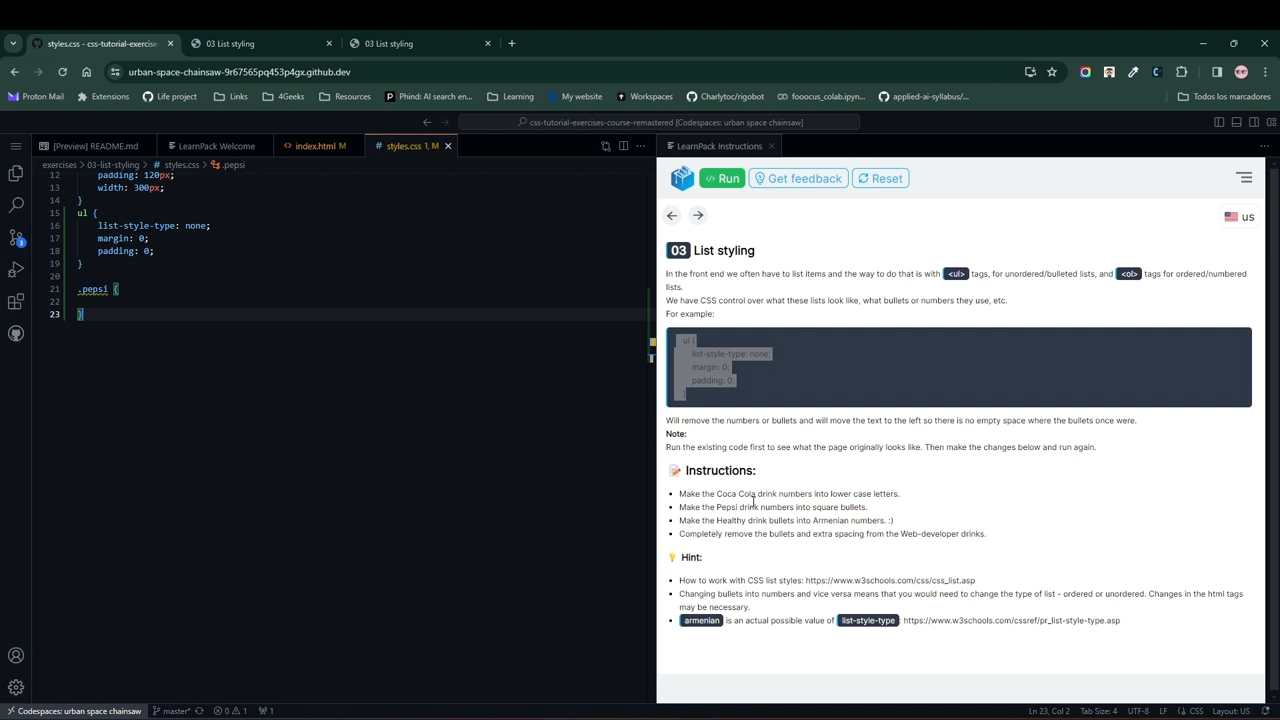 styles.css - css-tutorial-exercise
03 List styling
03 List styling
urban-space-chainsaw-9r67565pq453p4gx.github.dev
Proton Mail
Extensions
Life project
Links
4Geeks
Resources
Phind: AI search en...
Learning
My website
Workspaces
Charlytoc/rigobot
fooocus_colab.ipyn...
applied-ai-syllabus/...
Todos los marcadores
css-tutorial-exercises-course-remastered [Codespaces: urban space chainsaw]
[Preview] README.md
LearnPack Welcome
index.html M
styles.css 1, M
LearnPack Instructions
exercises > 03-list-styling > # styles.css > .pepsi
12 padding: 120px;
13 width: 300px;
14 }
15 ul {
16 list-style-type: none;
17 margin: 0;
18 padding: 0;
19 }
20
21 .pepsi {
22
23 }
</> Run
Get feedback
Reset
us
03 List styling
In the front end we often have to list items and the way to do that is with <ul> tags, for unordered/bulleted lists, and <ol> tags for ordered/numbered
lists.
We have CSS control over what these lists look like, what bullets or numbers they use, etc.
For example:
ul {
list-style-type: none;
margin: 0;
padding: 0;
}
Will remove the numbers or bullets and will move the text to the left so there is no empty space where the bullets once were.
Note:
Run the existing code first to see what the page originally looks like. Then make the changes below and run again.
Instructions:
Make the Coca Cola drink numbers into lower case letters.
Make the Pepsi drink numbers into square bullets.
Make the Healthy drink bullets into Armenian numbers. :)
Completely remove the bullets and extra spacing from the Web-developer drinks.
Hint:
How to work with CSS list styles: https://www.w3schools.com/css/css_list.asp
Changing bullets into numbers and vice versa means that you would need to change the type of list - ordered or unordered. Changes in the html tags
may be necessary.
armenian is an actual possible value of list-style-type: https://www.w3schools.com/cssref/pr_list-style-type.asp
Codespaces: urban space chainsaw
master*
0 1
1
Ln 23, Col 2
Tab Size: 4
UTF-8
LF
CSS
Layout: US